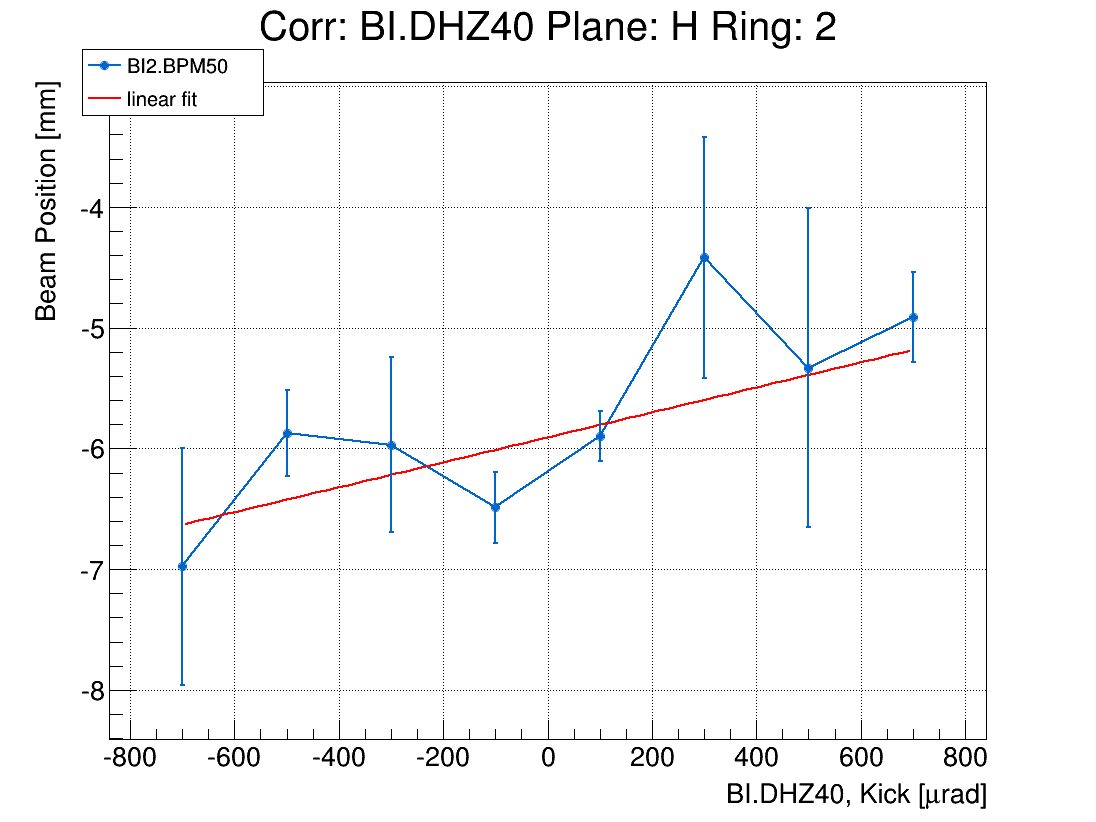 Corr: BI.DHZ40 Plane: H Ring: 2
BI2.BPM50
linear fit
Beam Position [mm]
-4
-5
-6
-7
-8
-800 -600 -400 -200 0 200 400 600 800
BI.DHZ40, Kick [μrad]